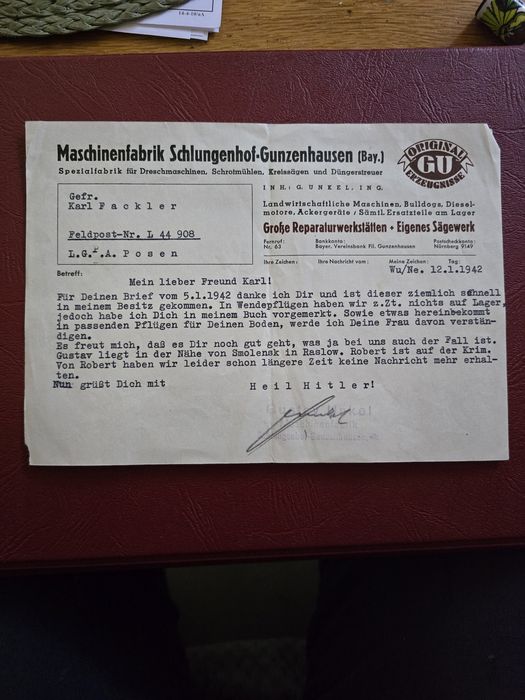 Maschinenfabrik Schlungenhof-Gunzenhausen (Bay.)
Spezialfabrik für Dreschmaschinen, Schrotmühlen, Kreissägen und Düngerstreuer
ORIGINAL
GU
ERZEUGNISSE
INH: G. UNKEL, ING.
Landwirtschaftliche Maschinen, Bulldogs, Diesel-
motore, Ackergeräte / Sämtl. Ersatzteile am Lager
Große Reparaturwerkstätten + Eigenes Sägewerk
Fernruf: Nr. 63
Bankkonto: Bayer. Vereinsbank Fil. Gunzenhausen
Postscheckkonto: Nürnberg 9149
Gefr.
Karl Fackler
Feldpost-Nr. L 44 908
L.G.P.A. Posen
Ihre Zeichen: Ihre Nachricht vom: Meine Zeichen: Tag:
Wu/Ne. 12.1.1942
Betreff:
Mein lieber Freund Karl!
Für Deinen Brief vom 5.1.1942 danke ich Dir und ist dieser ziemlich schnell
in meinem Besitz gekommen. In Wendepflügen haben wir z.Zt. nichts auf Lager,
jedoch habe ich Dich in meinem Buch vorgemerkt. Sowie etwas hereinbekommt
in passenden Pflügen für Deinen Boden, werde ich Deine Frau davon verstän-
digen.
Es freut mich, daß es Dir noch gut geht, was ja bei uns auch der Fall ist.
Gustav liegt in der Nähe von Smolensk in Raslow. Robert ist auf der Krim.
Von Robert haben wir leider schon längere Zeit keine Nachricht mehr erhal-
ten.
Nun grüßt Dich mit Heil Hitler!